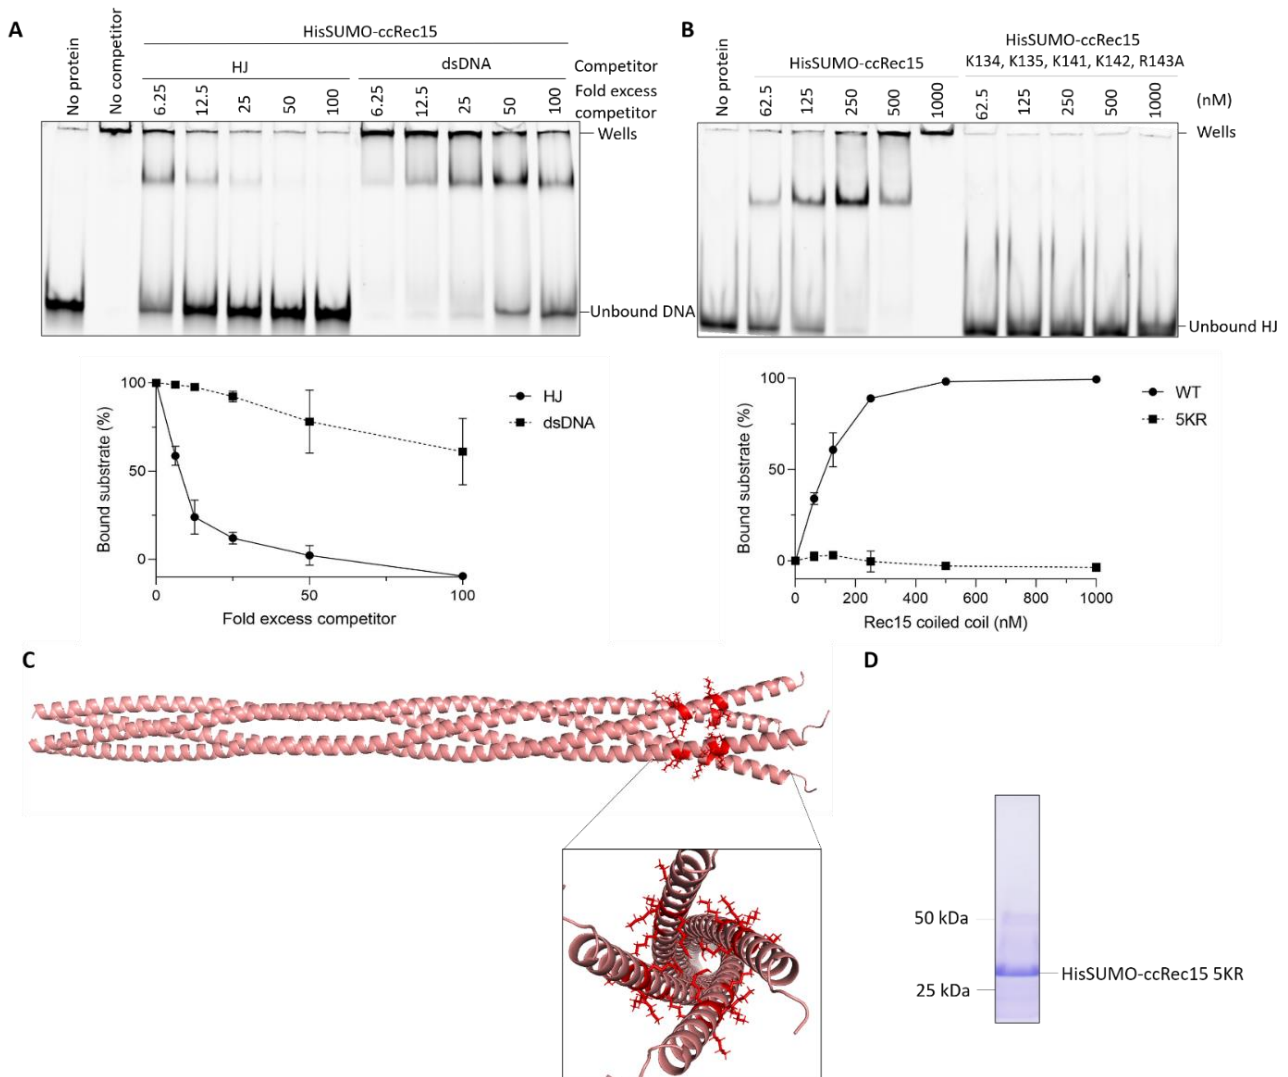 A
HisSUMO-ccRec15
No protein
No competitor
HJ
dsDNA
Competitor
6.25
12.5
25
50
100
6.25
12.5
25
50
100
Fold excess
competitor
Wells
Unbound DNA
100
50
0
Bound substrate (%)
HJ
dsDNA
0
50
100
Fold excess competitor
B
HisSUMO-ccRec15
HisSUMO-ccRec15
K134, K135, K141, K142, R143A
No protein
62.5
125
250
500
1000
62.5
125
250
500
1000
(nM)
Wells
Unbound HJ
100
50
0
Bound substrate (%)
WT
5KR
0
200
400
600
800
1000
Rec15 coiled coil (nM)
C
D
50 kDa
25 kDa
HisSUMO-ccRec15 5KR